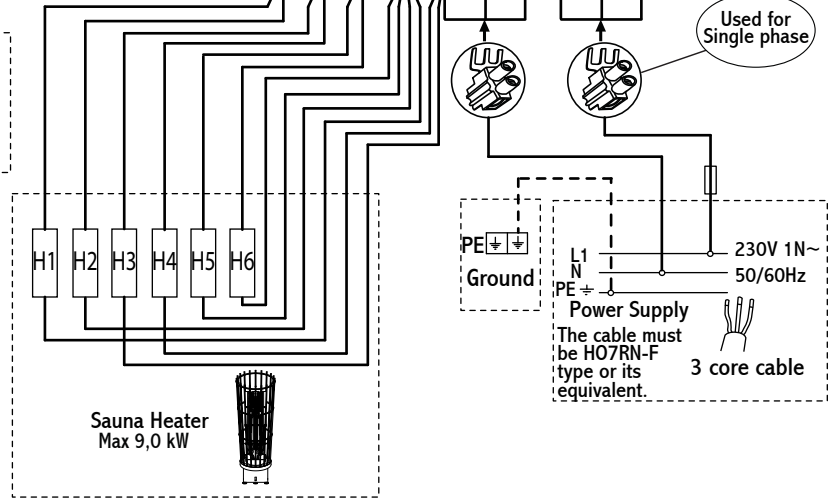 Used for
Single phase
H1
H2
H3
H4
H5
H6
PE
Ground
L1
N
PE
230V 1N~
50/60Hz
Power Supply
The cable must
be HO7RN-F
type or its
equivalent.
3 core cable
Sauna Heater
Max 9,0 kW